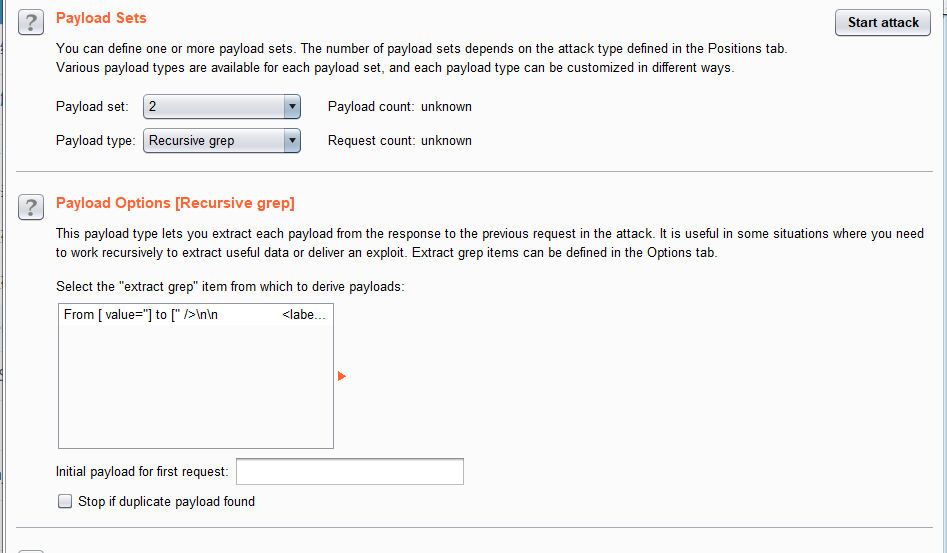 Payload Sets
Start attack
You can define one or more payload sets. The number of payload sets depends on the attack type defined in the Positions tab.
Various payload types are available for each payload set, and each payload type can be customized in different ways.
Payload set: 2 Payload count: unknown
Payload type: Recursive grep Request count: unknown
Payload Options [Recursive grep]
This payload type lets you extract each payload from the response to the previous request in the attack. It is useful in some situations where you need
to work recursively to extract useful data or deliver an exploit. Extract grep items can be defined in the Options tab.
Select the "extract grep" item from which to derive payloads:
From [ value="] to [" />\n\n <labe...
Initial payload for first request:
Stop if duplicate payload found